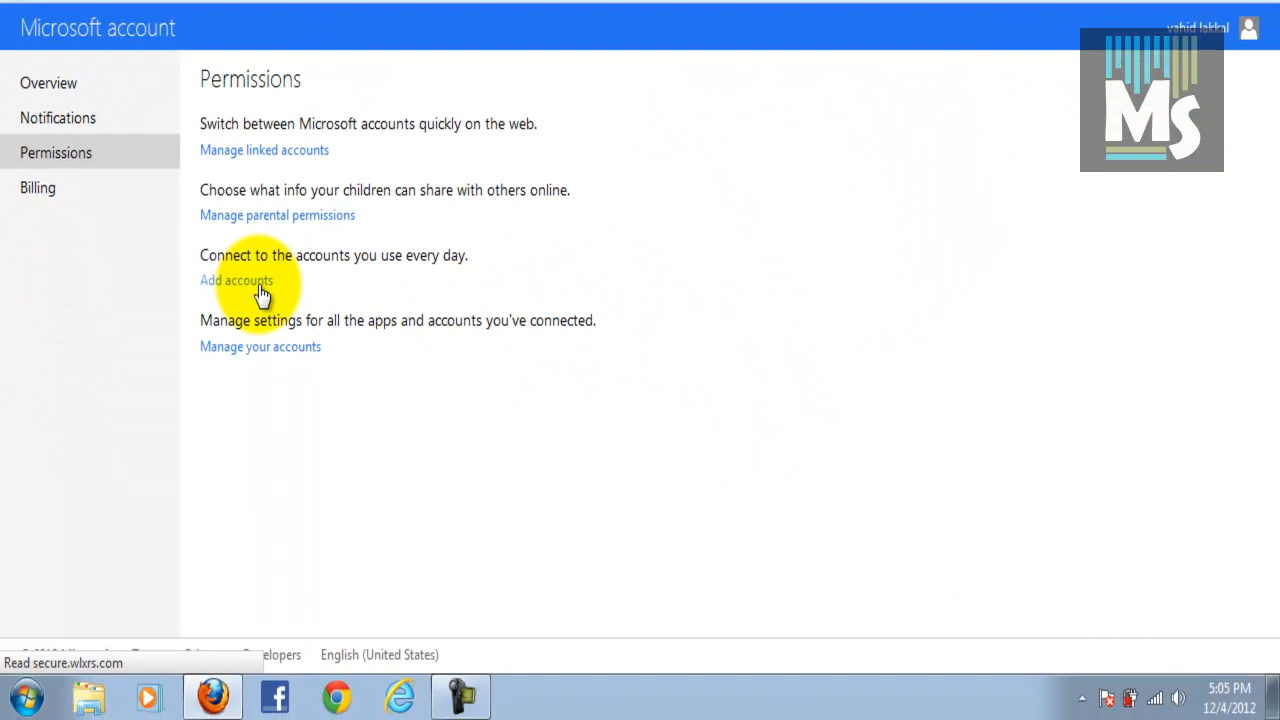 Microsoft account
vahid lakkal
Overview
Notifications
Permissions
Billing
Permissions
Switch between Microsoft accounts quickly on the web.
Manage linked accounts
Choose what info your children can share with others online.
Manage parental permissions
Connect to the accounts you use every day.
Add accounts
Manage settings for all the apps and accounts you've connected.
Manage your accounts
MS
elopers
English (United States)
Read secure.wlxrs.com
5:05 PM
12/4/2012